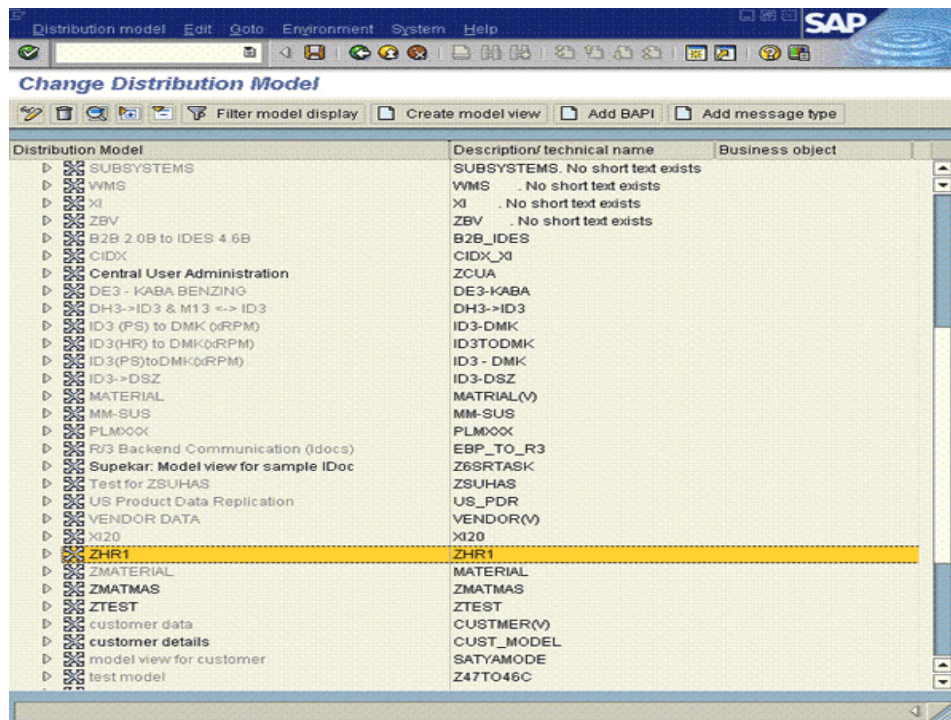 Distribution model Edit Goto Environment System Help
SAP
Change Distribution Model
Filter model display Create model view Add BAPI Add message type
Distribution Model Description/ technical name Business object
SUBSYSTEMS SUBSYSTEMS. No short text exists
WMS WMS . No short text exists
XI XI . No short text exists
ZBV ZBV . No short text exists
B2B 2.0B to IDES 4.6B B2B_IDES
CIDX CIDX_XI
Central User Administration ZCUA
DE3 - KABA BENZING DE3-KABA
DH3->ID3 & M13 <-> ID3 DH3->ID3
ID3 (PS) to DMK (xRPM) ID3-DMK
ID3(HR) to DMK(xRPM) ID3TODMK
ID3(PS)toDMK(xRPM) ID3 - DMK
ID3->DSZ ID3-DSZ
MATERIAL MATRIAL(V)
MM-SUS MM-SUS
PLMXXX PLMXXX
R/3 Backend Communication (Idocs) EBP_TO_R3
Supekar: Model view for sample IDoc Z6SRTASK
Test for ZSUHAS ZSUHAS
US Product Data Replication US_PDR
VENDOR DATA VENDOR(V)
XI20 XI20
ZHR1 ZHR1
ZMATERIAL MATERIAL
ZMATMAS ZMATMAS
ZTEST ZTEST
customer data CUSTMER(V)
customer details CUST_MODEL
model view for customer SATYAMODE
test model Z47TO46C